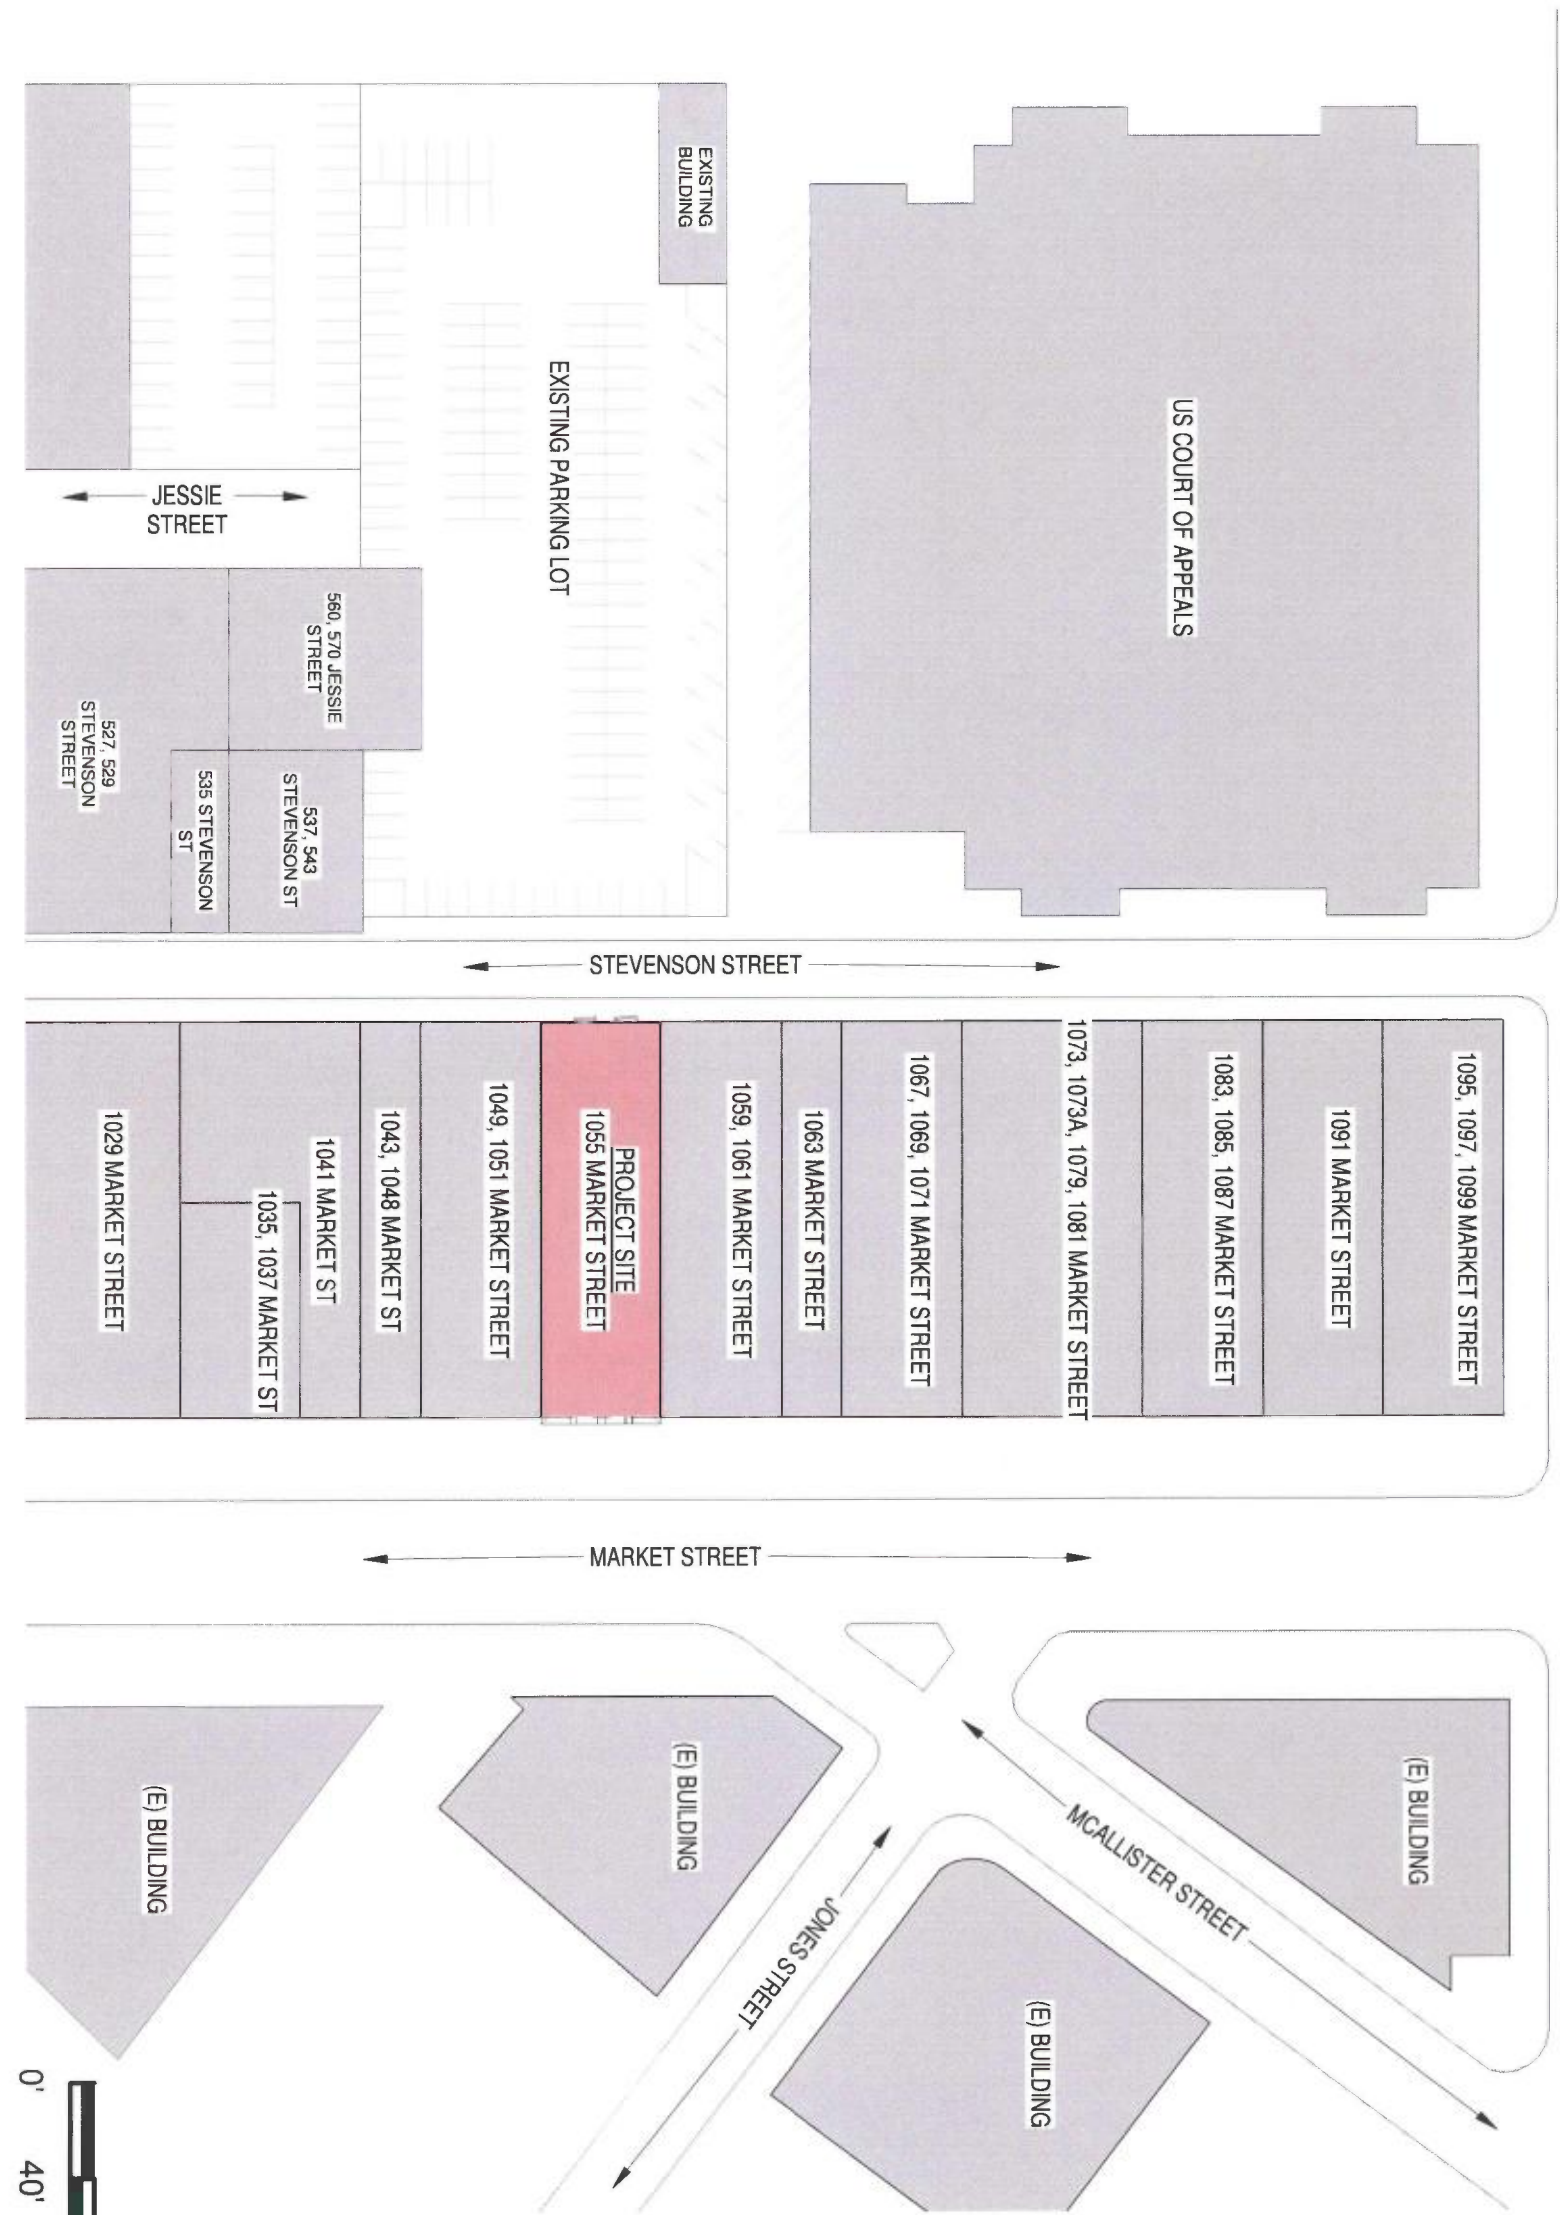 EXISTING
BUILDING
US COURT OF APPEALS
EXISTING PARKING LOT
JESSIE
STREET
560, 570 JESSIE
STREET
527, 529
STEVENSON
STREET
535 STEVENSON
ST
537, 543
STEVENSON ST
STEVENSON STREET
1029 MARKET STREET
1035, 1037 MARKET ST
1041 MARKET ST
1043, 1048 MARKET ST
1049, 1051 MARKET STREET
PROJECT SITE
1055 MARKET STREET
1059, 1061 MARKET STREET
1063 MARKET STREET
1067, 1069, 1071 MARKET STREET
1073, 1073A, 1079, 1081 MARKET STREET
1083, 1085, 1087 MARKET STREET
1091 MARKET STREET
1095, 1097, 1099 MARKET STREET
MARKET STREET
(E) BUILDING
(E) BUILDING
(E) BUILDING
(E) BUILDING
MCALLISTER STREET
JONES STREET
0'
40'